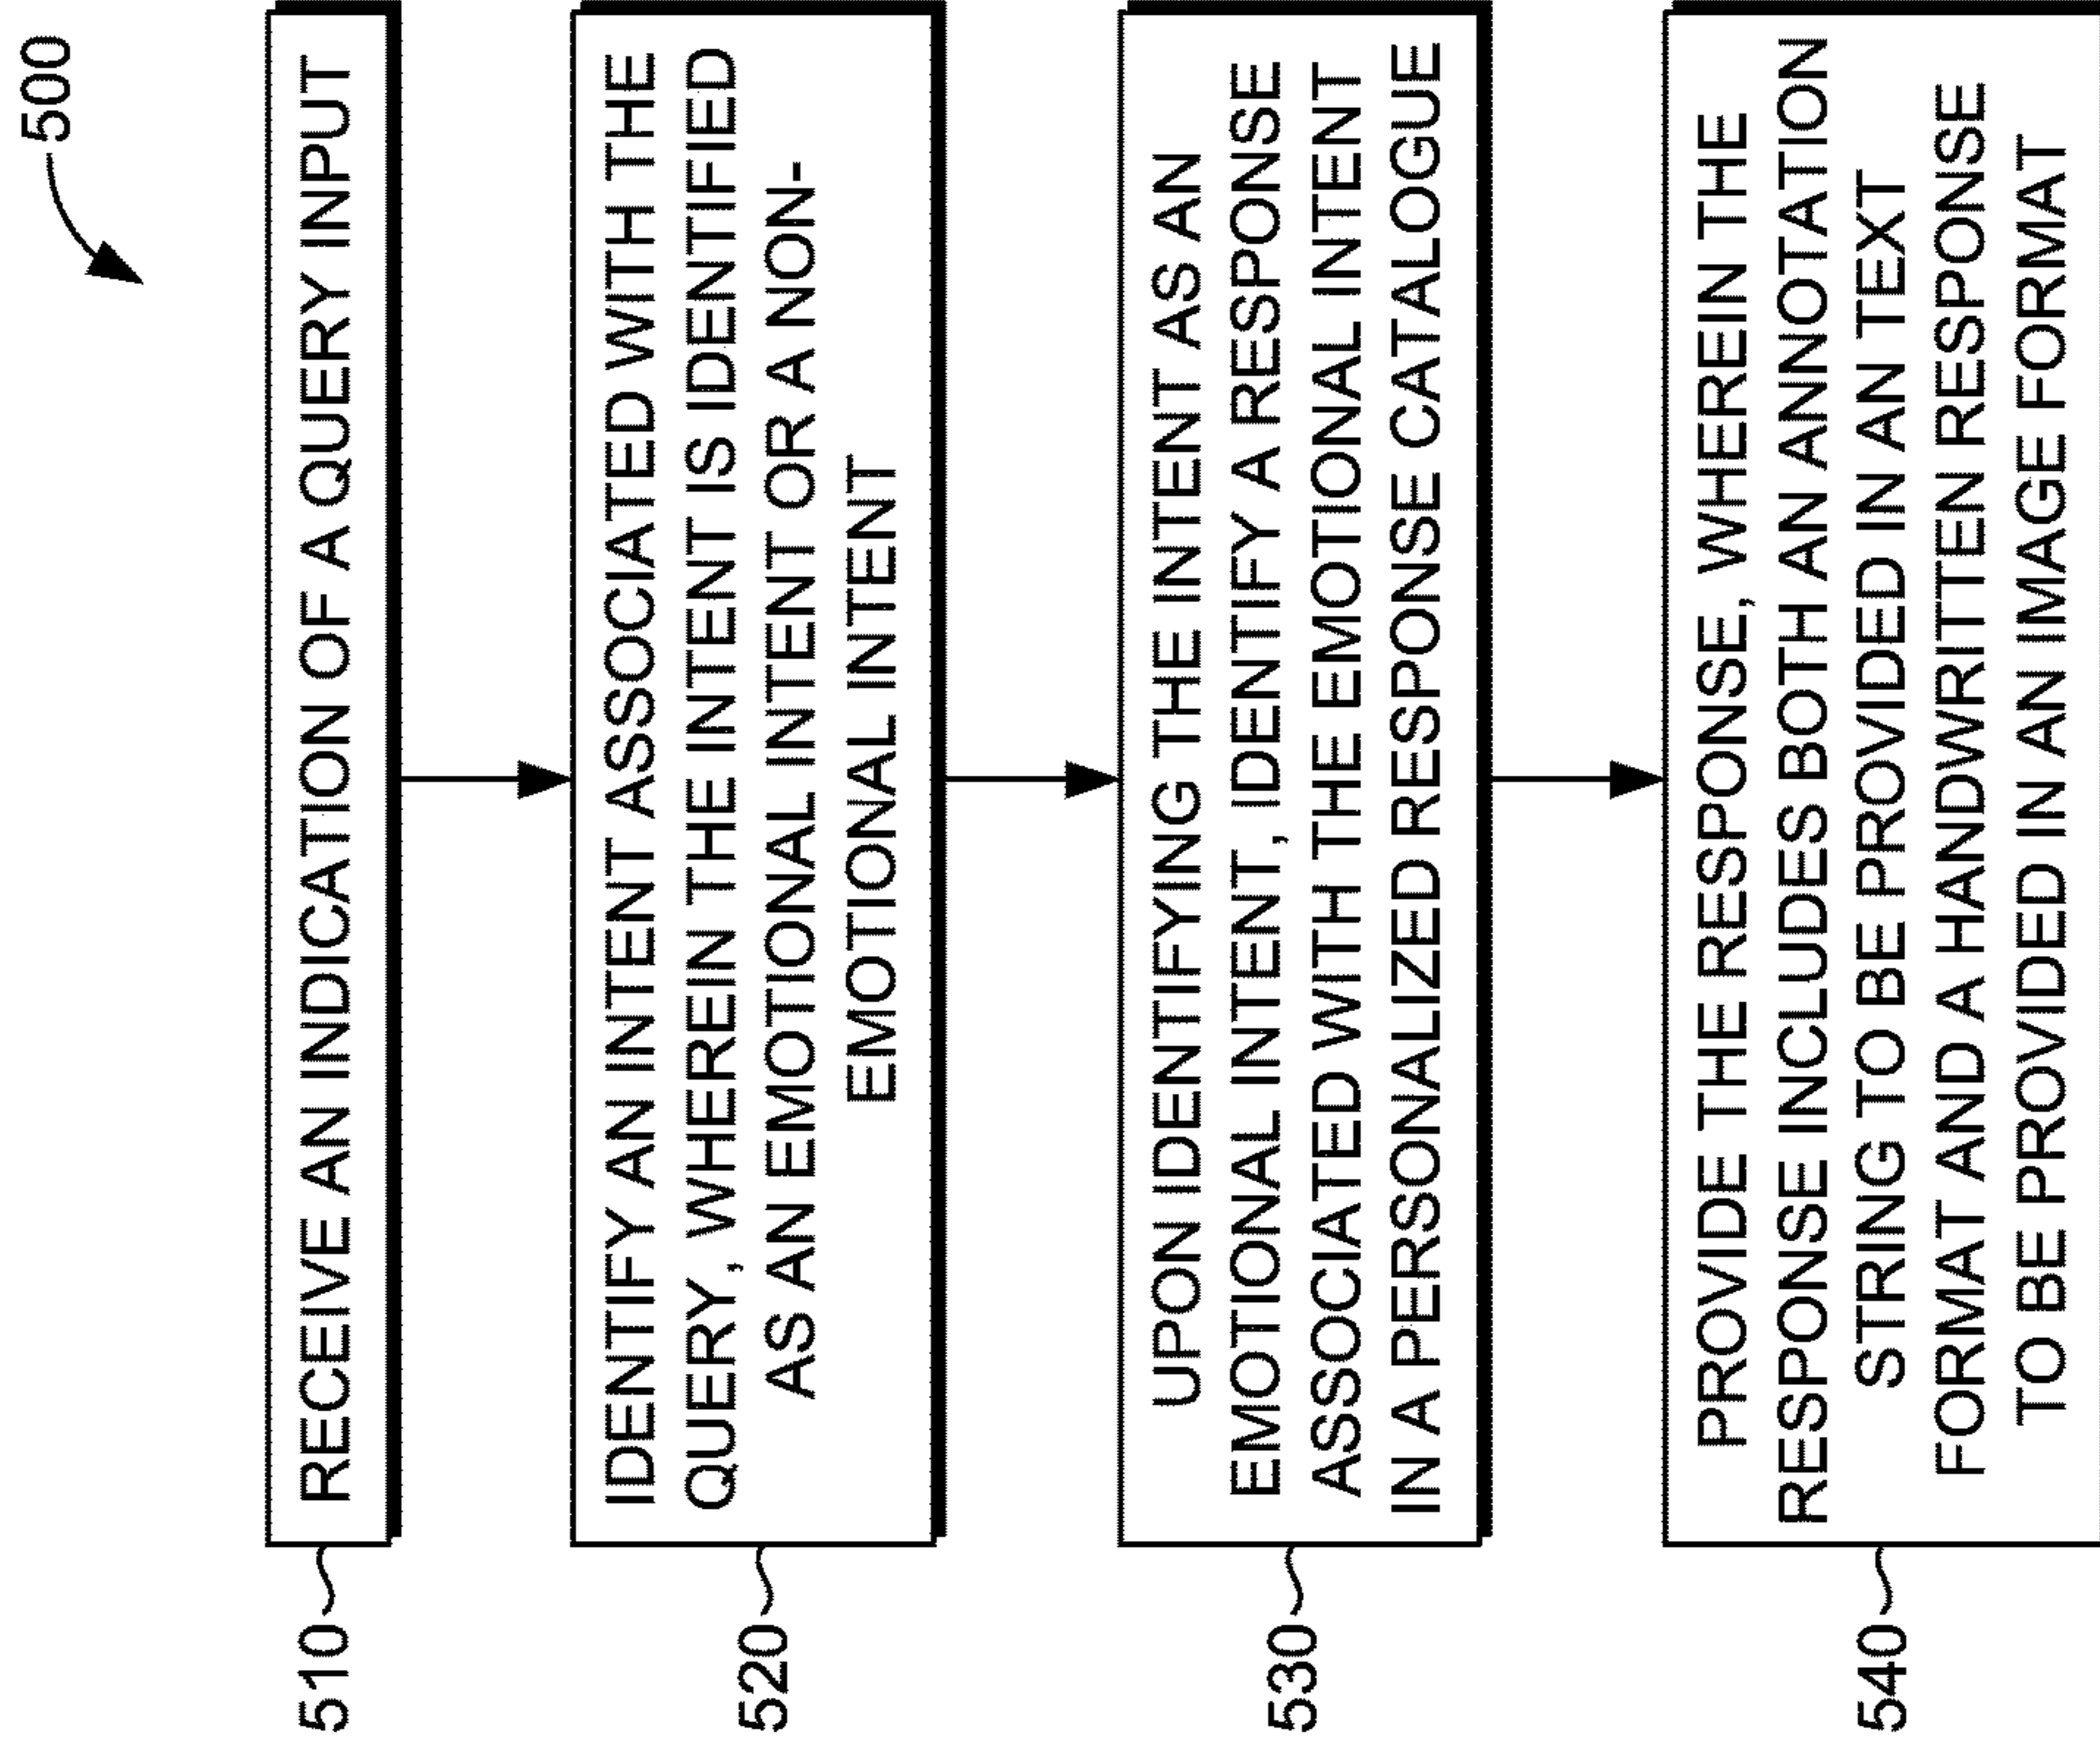 500
510
RECEIVE AN INDICATION OF A QUERY INPUT
520
IDENTIFY AN INTENT ASSOCIATED WITH THE
QUERY, WHEREIN THE INTENT IS IDENTIFIED
AS AN EMOTIONAL INTENT OR A NON-
EMOTIONAL INTENT
530
UPON IDENTIFYING THE INTENT AS AN
EMOTIONAL INTENT, IDENTIFY A RESPONSE
ASSOCIATED WITH THE EMOTIONAL INTENT
IN A PERSONALIZED RESPONSE CATALOGUE
540
PROVIDE THE RESPONSE, WHEREIN THE
RESPONSE INCLUDES BOTH AN ANNOTATION
STRING TO BE PROVIDED IN AN TEXT
FORMAT AND A HANDWRITTEN RESPONSE
TO BE PROVIDED IN AN IMAGE FORMAT